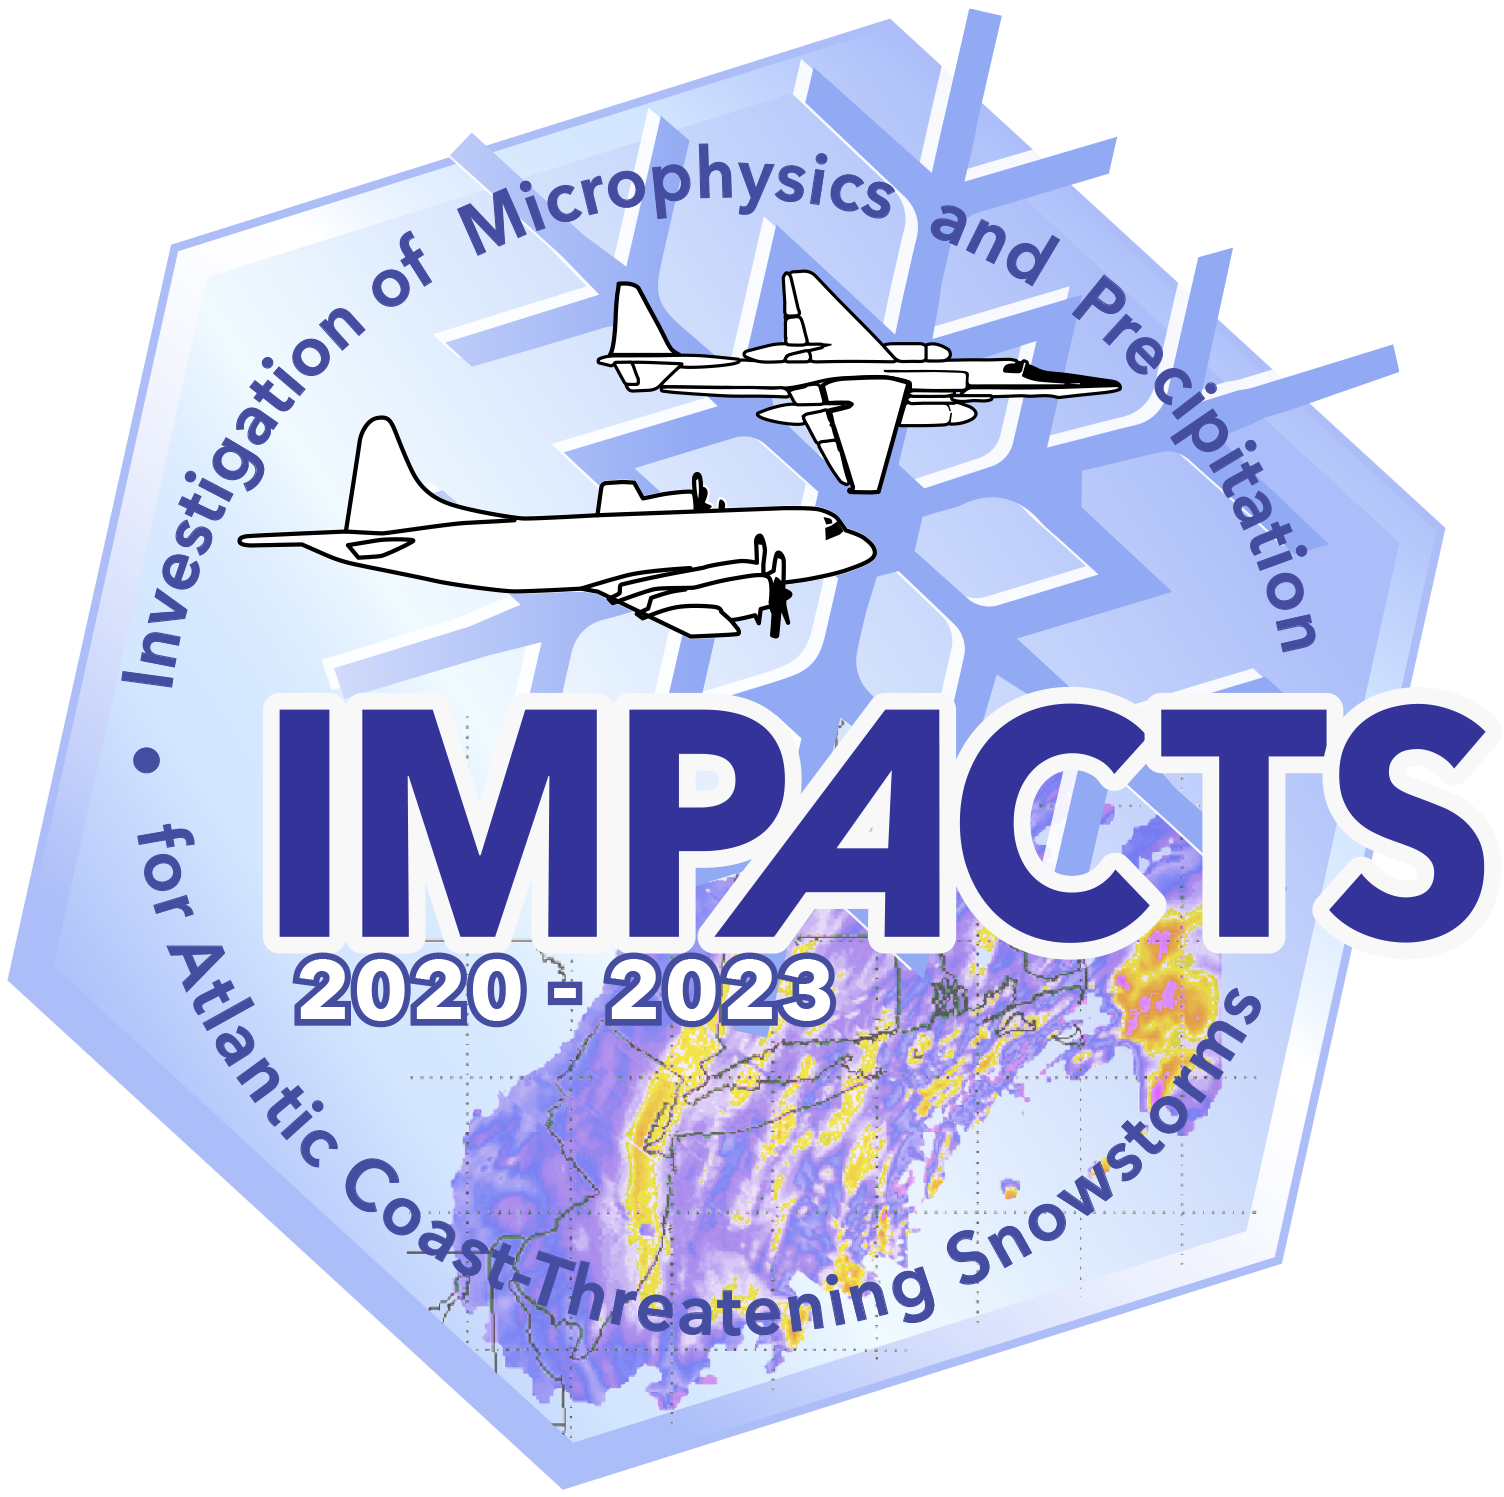 Investigation of Microphysics and Precipitation
IMPACTS
2020 - 2023
• for Atlantic Coast-Threatening Snowstorms